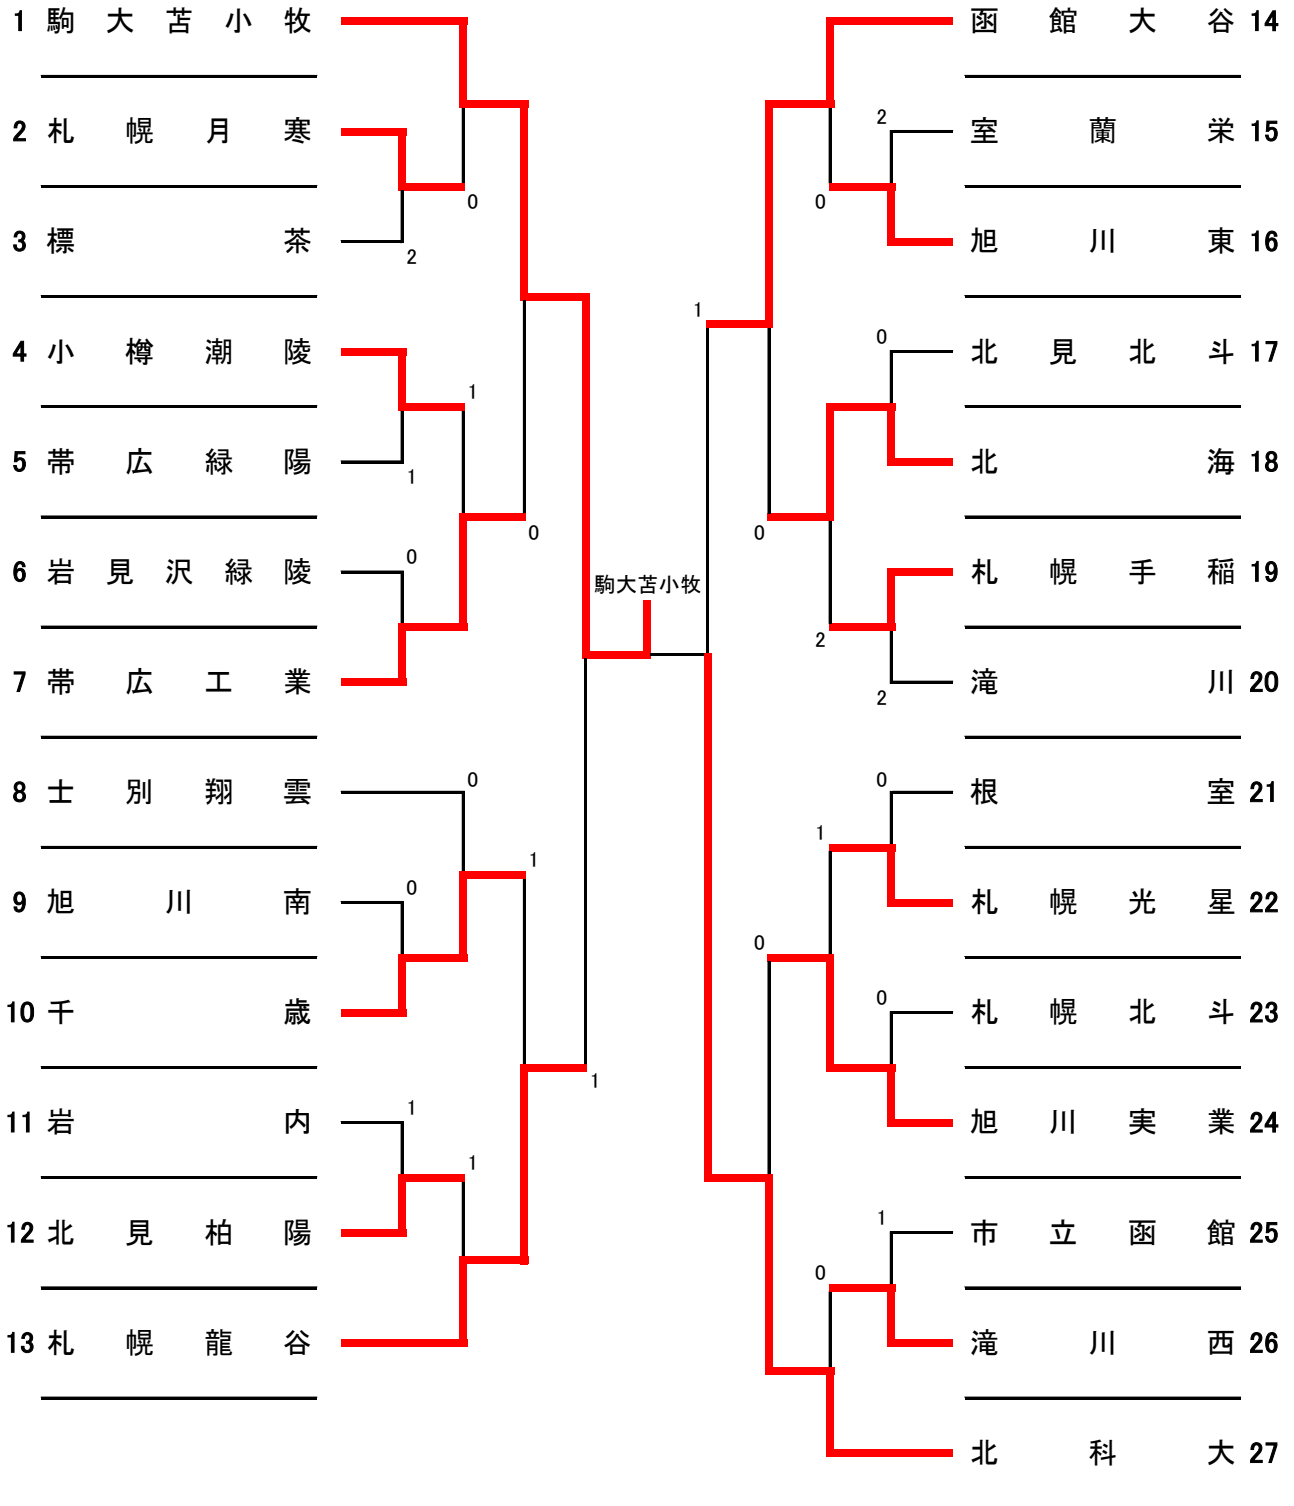 1 駒大苫小牧
2 札幌月寒
0
3 標茶
2
4 小樽潮陵
1
5 帯広緑陽
1
0
6 岩見沢緑陵
0
7 帯広工業
8 士別翔雲
0
1
9 旭川南
0
10 千歳
1
11 岩内
1
1
12 北見柏陽
13 札幌龍谷
駒大苫小牧
函館大谷 14
2
室蘭栄 15
0
旭川東 16
1
0
北見北斗 17
北海 18
0
札幌手稲 19
2
滝川 20
2
0
根室 21
1
札幌光星 22
0
0
札幌北斗 23
旭川実業 24
1
市立函館 25
0
滝川西 26
北科大 27